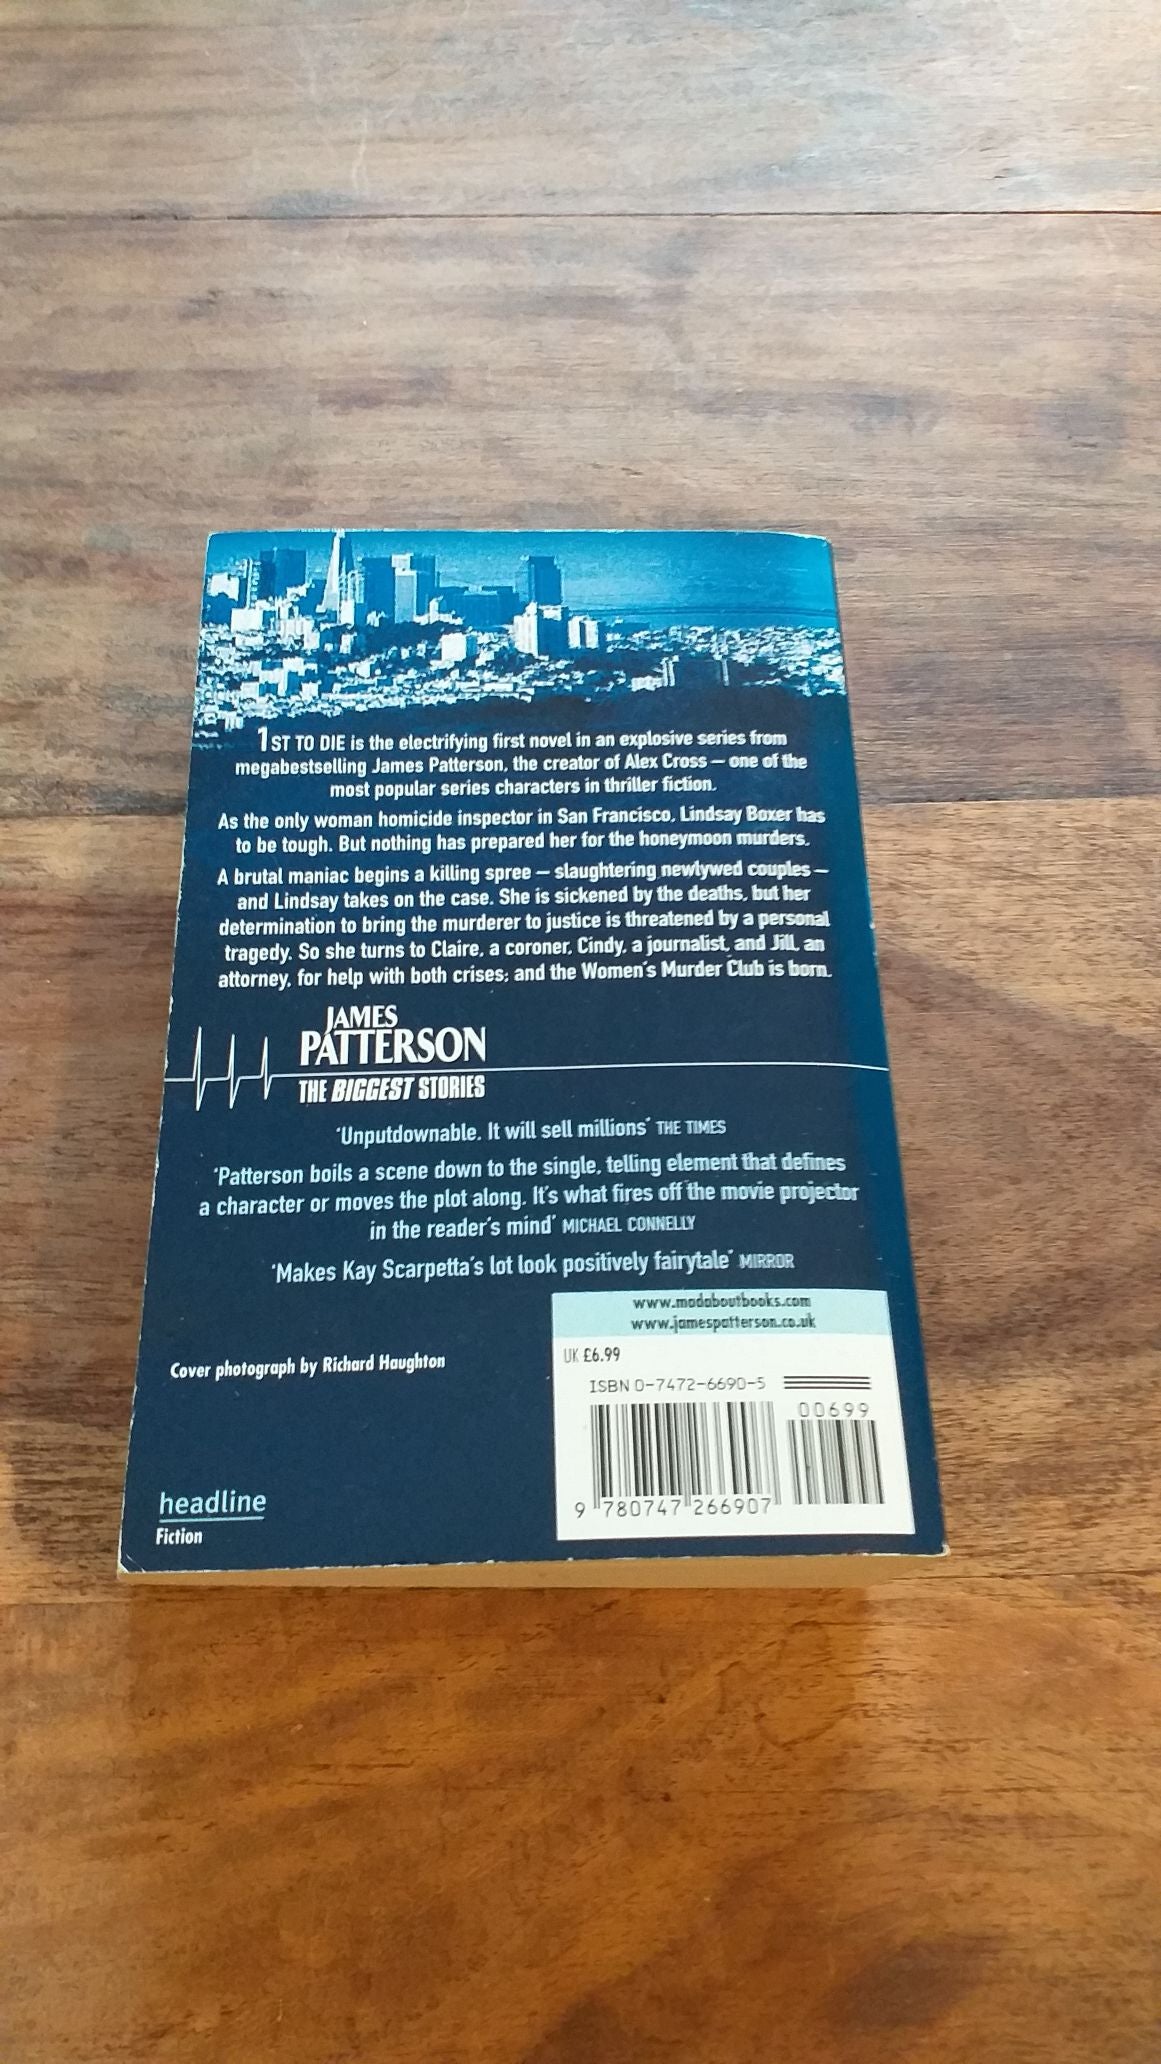 1ST TO DIE is the electrifying first novel in an explosive series from
megabestselling James Patterson, the creator of Alex Cross – one of the
most popular series characters in thriller fiction.
As the only woman homicide inspector in San Francisco, Lindsay Boxer has
to be tough. But nothing has prepared her for the honeymoon murders.
A brutal maniac begins a killing spree – slaughtering newlywed couples –
and Lindsay takes on the case. She is sickened by the deaths, but her
determination to bring the murderer to justice is threatened by a personal
tragedy. So she turns to Claire, a coroner, Cindy, a journalist, and Jill, an
attorney, for help with both crises; and the Women's Murder Club is born.
JAMES
PATTERSON
THE BIGGEST STORIES
'Unputdownable. It will sell millions' THE TIMES
'Patterson boils a scene down to the single, telling element that defines
a character or moves the plot along. It's what fires off the movie projector
in the reader's mind' MICHAEL CONNELLY
'Makes Kay Scarpetta's lot look positively fairytale' MIRROR
www.madaboutbooks.com
www.jamespatterson.co.uk
UK £6.99
Cover photograph by Richard Haughton
ISBN 0-7472-6690-5
00699
9 780747 266907
headline
Fiction